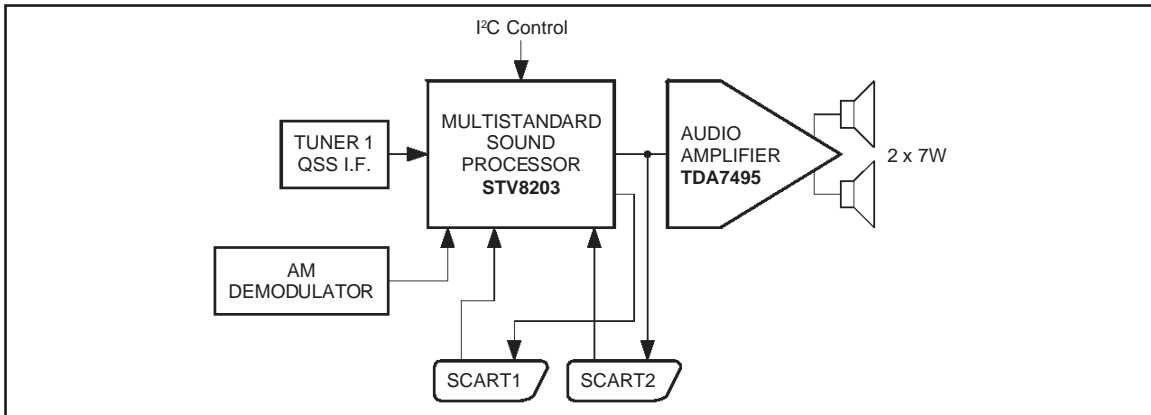 I²C Control
TUNER 1
QSS I.F.
MULTISTANDARD
SOUND
PROCESSOR
STV8203
AUDIO
AMPLIFIER
TDA7495
2 x 7W
AM
DEMODULATOR
SCART1
SCART2